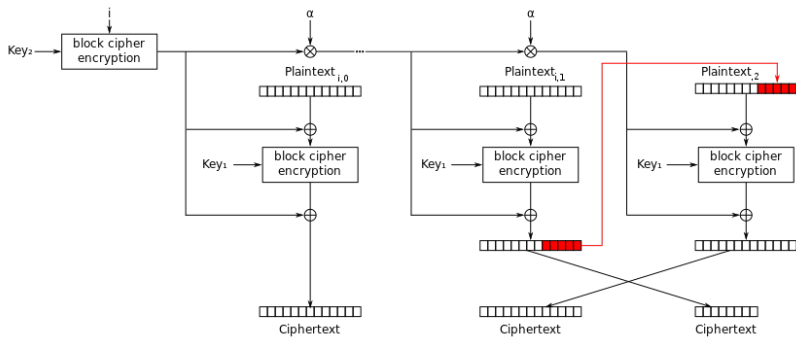 i
α
α
Key₂
block cipher
encryption
...
Plaintext i,0
Plaintext i,1
Plaintext ,2
Key₁
block cipher
encryption
Key₁
block cipher
encryption
Key₁
block cipher
encryption
Ciphertext
Ciphertext
Ciphertext